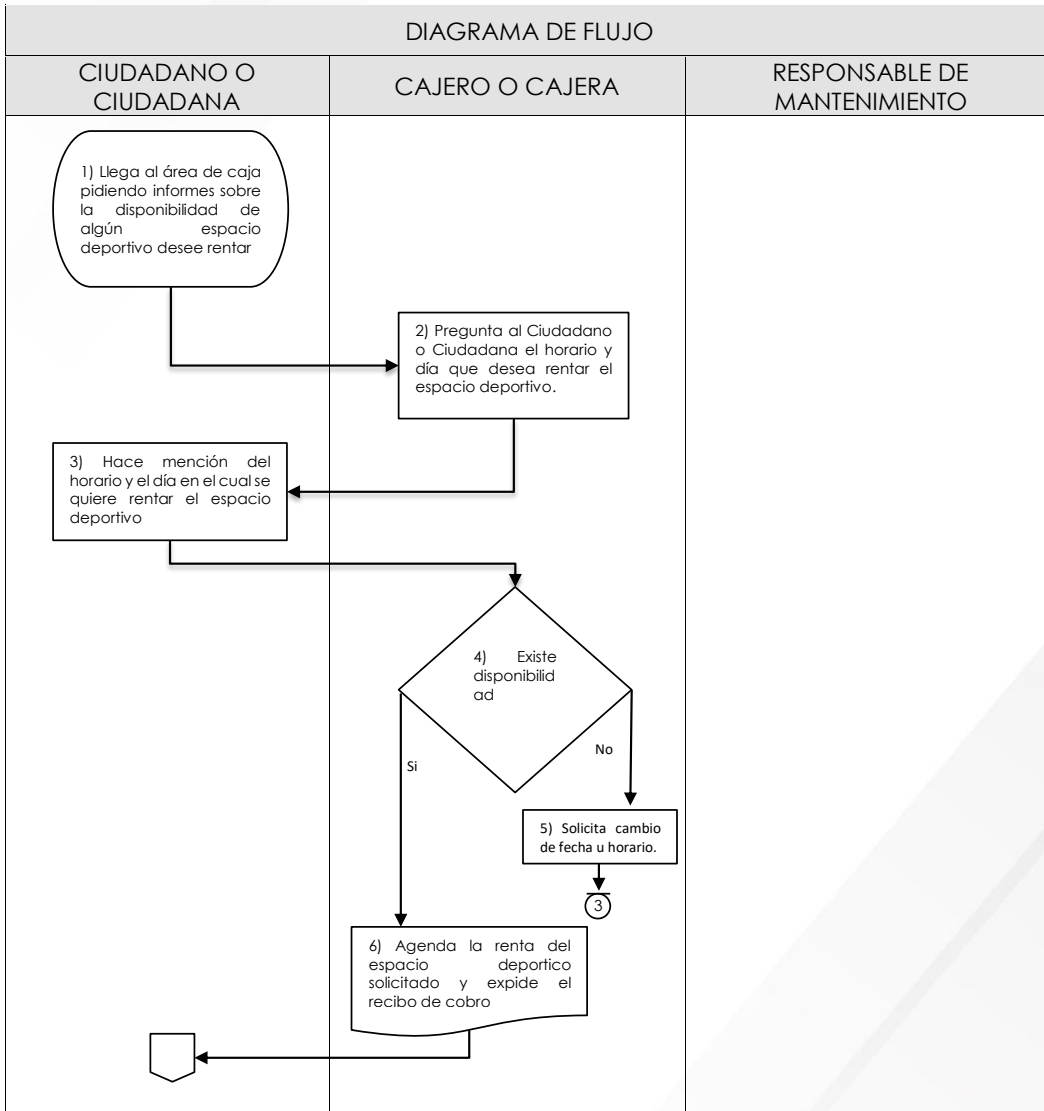 DIAGRAMA DE FLUJO
CIUDADANO O
CIUDADANA
CAJERO O CAJERA
RESPONSABLE DE
MANTENIMIENTO
1) Llega al área de caja
pidiendo informes sobre
la disponibilidad de
algún espacio
deportivo desee rentar
2) Pregunta al Ciudadano
o Ciudadana el horario y
día que desea rentar el
espacio deportivo.
3) Hace mención del
horario y el día en el cual se
quiere rentar el espacio
deportivo
4) Existe
disponibilid
ad
Si
No
5) Solicita cambio
de fecha u horario.
3
6) Agenda la renta del
espacio deportico
solicitado y expide el
recibo de cobro